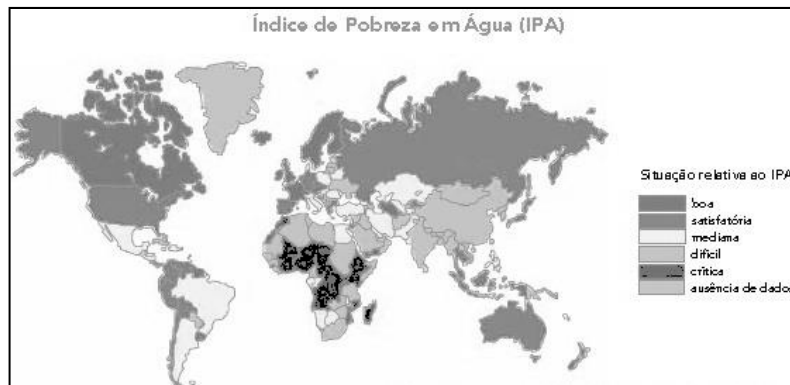 Índice de Pobreza em Água (IPA)
Situação relativa ao IPA
boa
satisfatória
mediana
difícil
crítica
ausência de dados